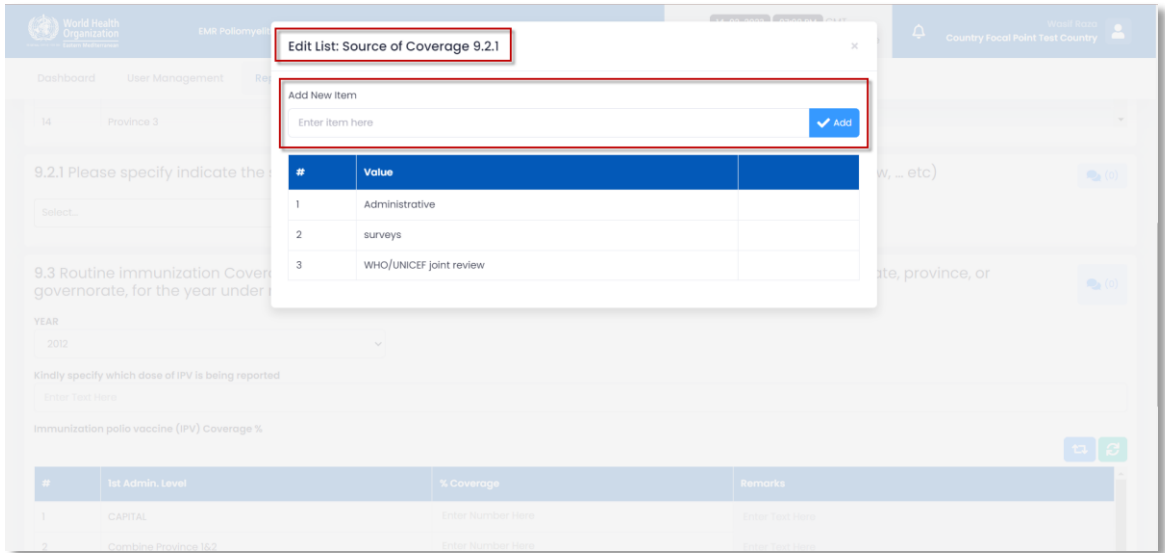 World Health
Organization
Eastern Mediterranean
EMR Poliomyeli
GMT
Country Focal Point Test Country
Edit List: Source of Coverage 9.2.1
×
Dashboard User Management Rep
Add New Item
14 Province 3
Enter item here
Add
9.2.1 Please specify indicate the
w, ... etc)
(0)
# Value
Select..
1 Administrative
2 surveys
3 WHO/UNICEF joint review
9.3 Routine immunization Cover
ate, province, or
governorate, for the year under
(0)
YEAR
2012
Kindly specify which dose of IPV is being reported
Enter Text Here
Immunization polio vaccine (IPV) Coverage %
# 1st Admin. Level % Coverage Remarks
1 CAPITAL Enter Number Here Enter Text Here
2 Combine Province 1&2 Enter Number Here Enter Text Here